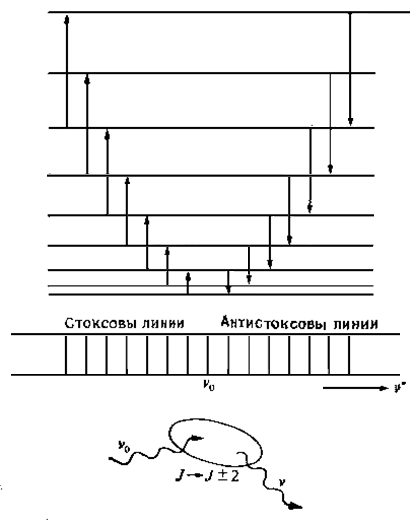 Стоксовы линии Антистоксовы линии
ν₀ ν"
ν₀
J → J ± 2
ν